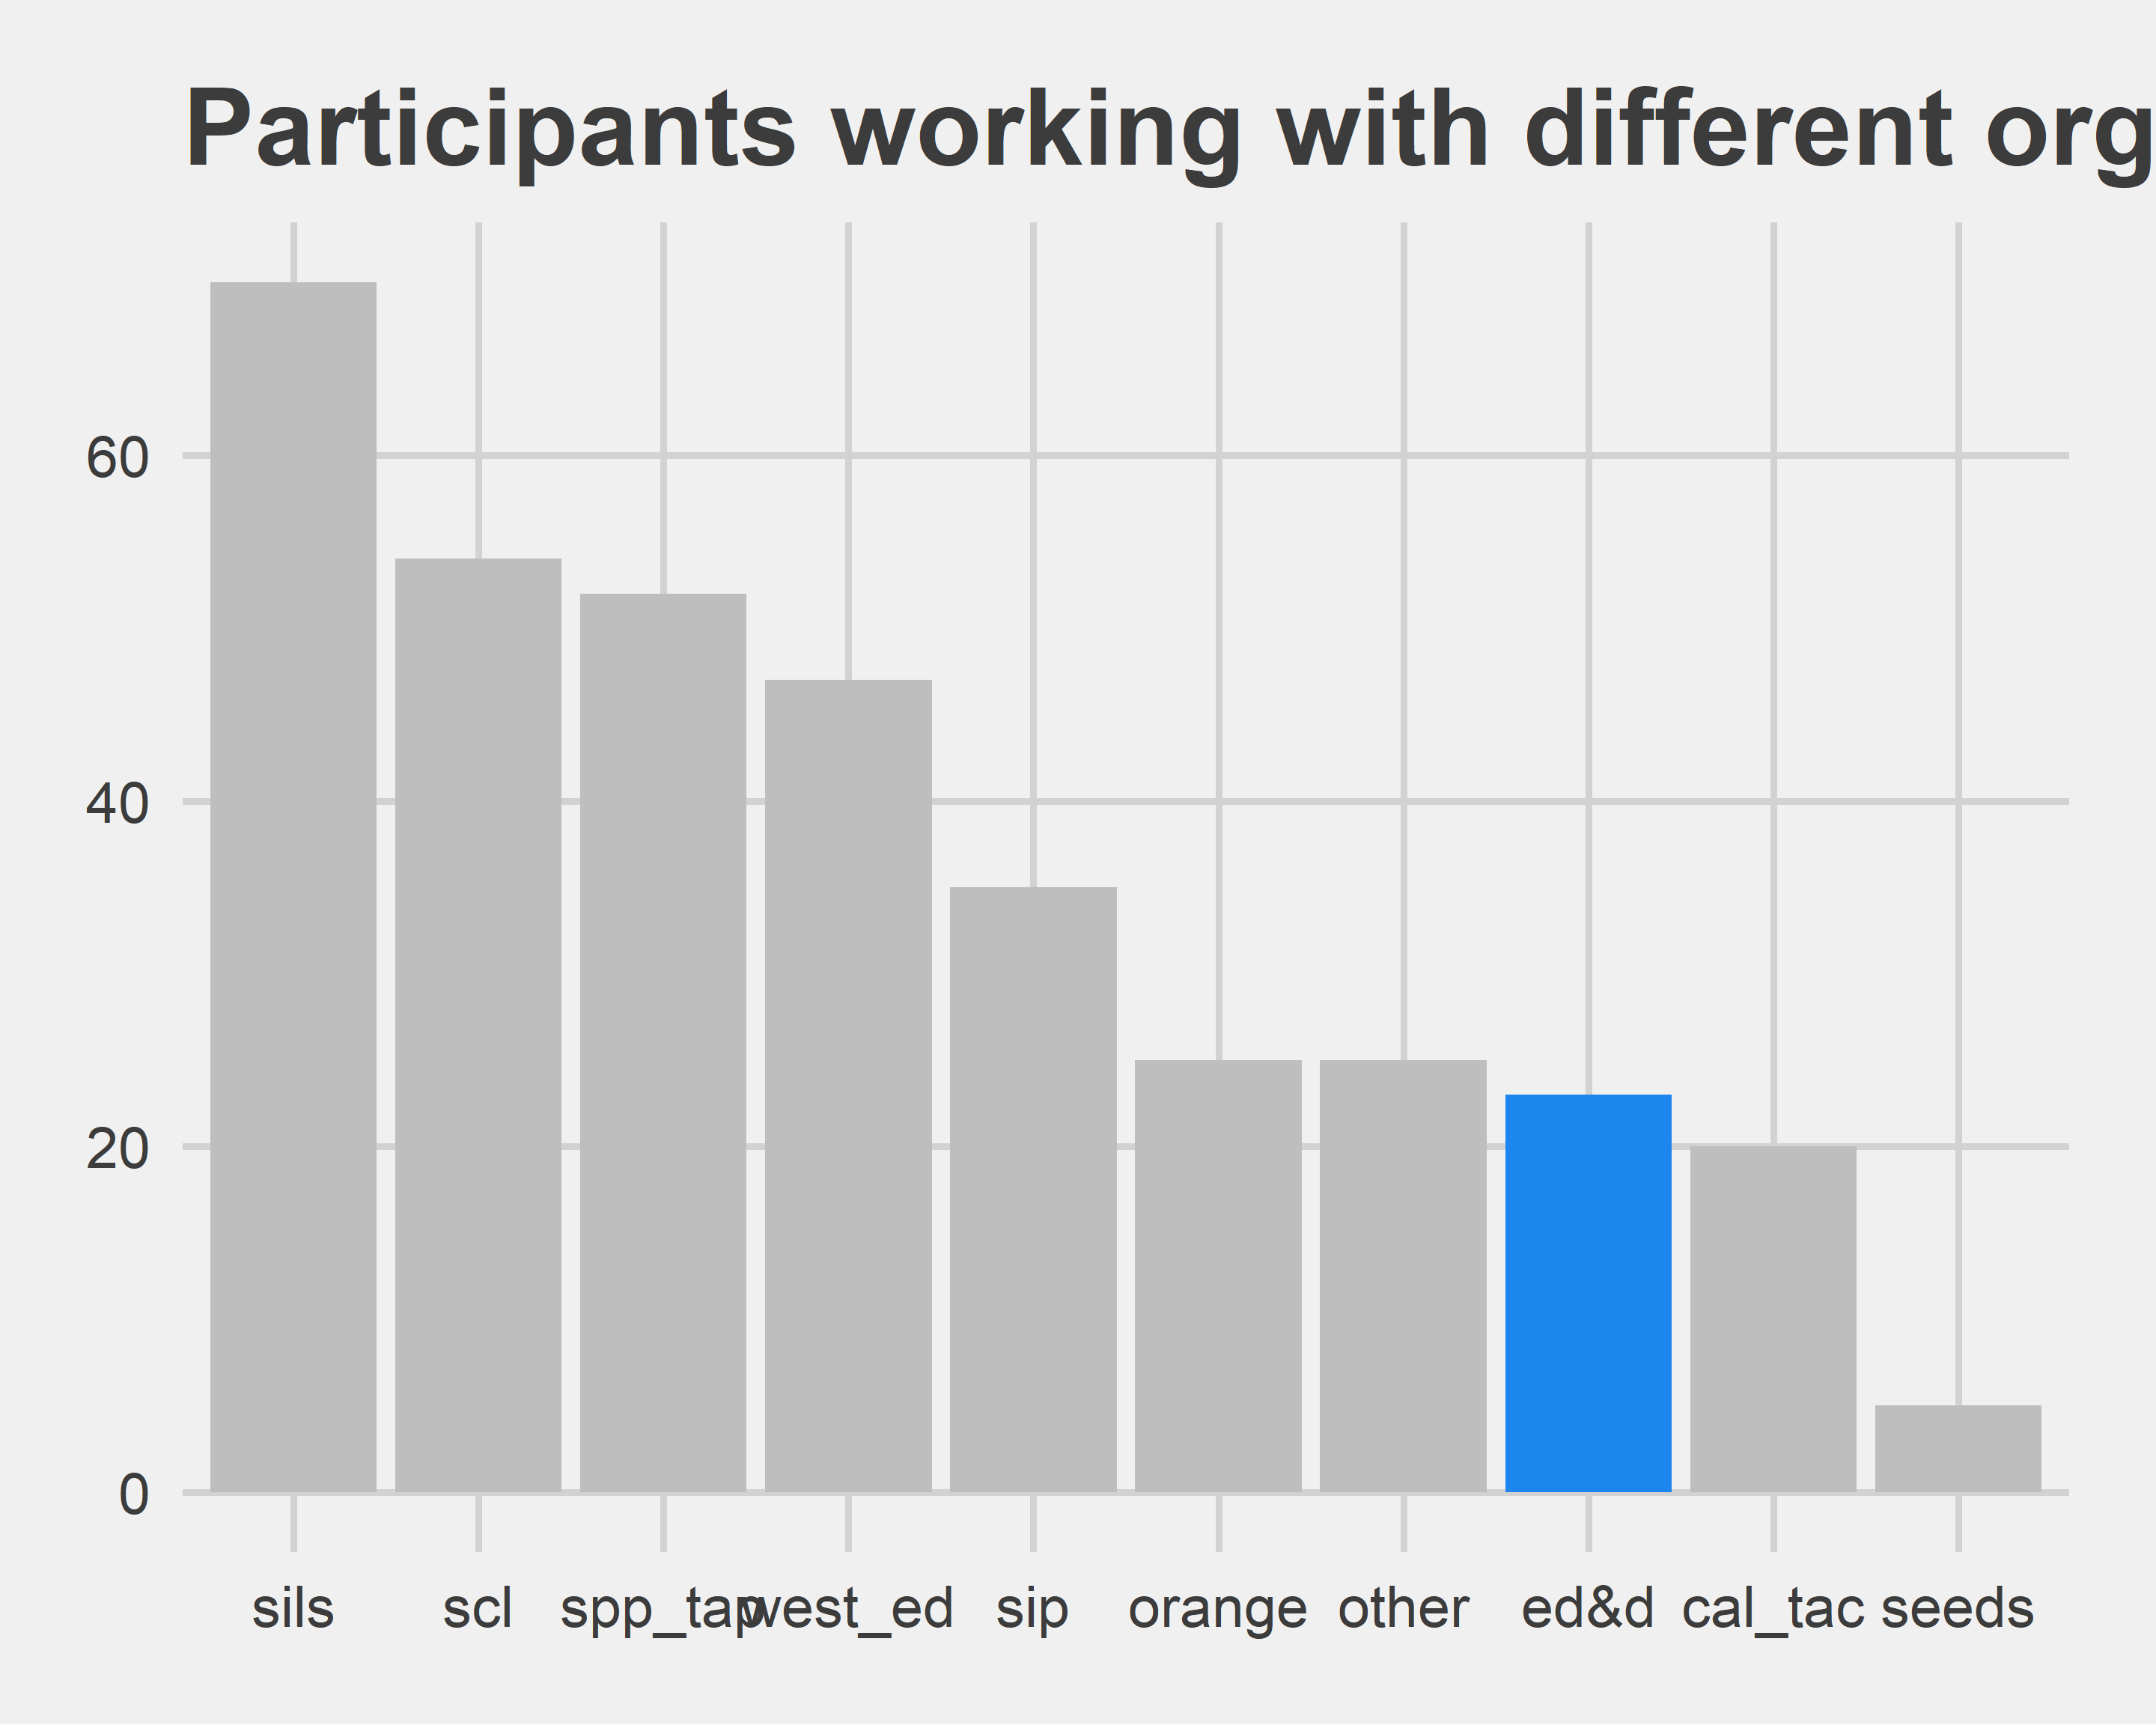 Participants working with different org
60
40
20
0
sils scl spp_tap west_ed sip orange other ed&d cal_tac seeds